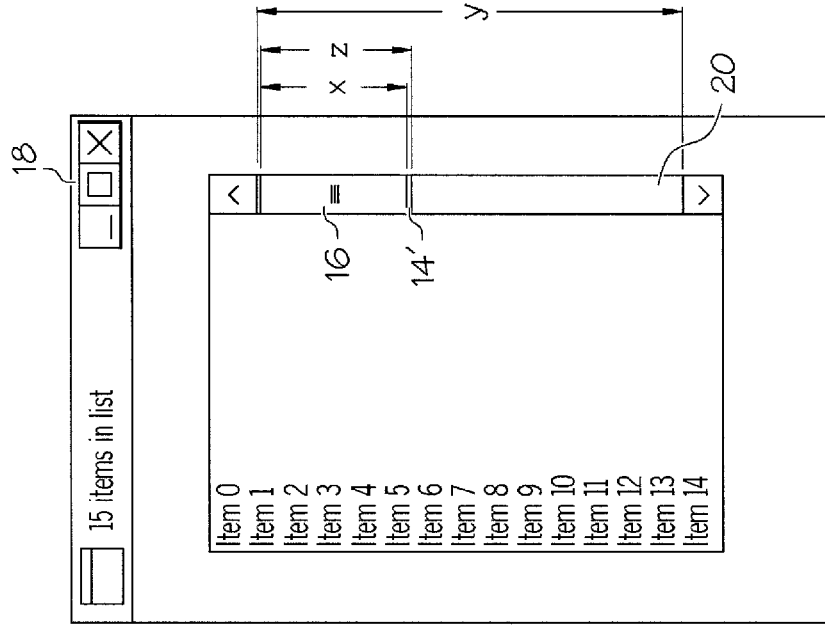 18
15 items in list
Item 0
Item 1
Item 2
Item 3
Item 4
Item 5
Item 6
Item 7
Item 8
Item 9
Item 10
Item 11
Item 12
Item 13
Item 14
16
14'
20
x
z
y